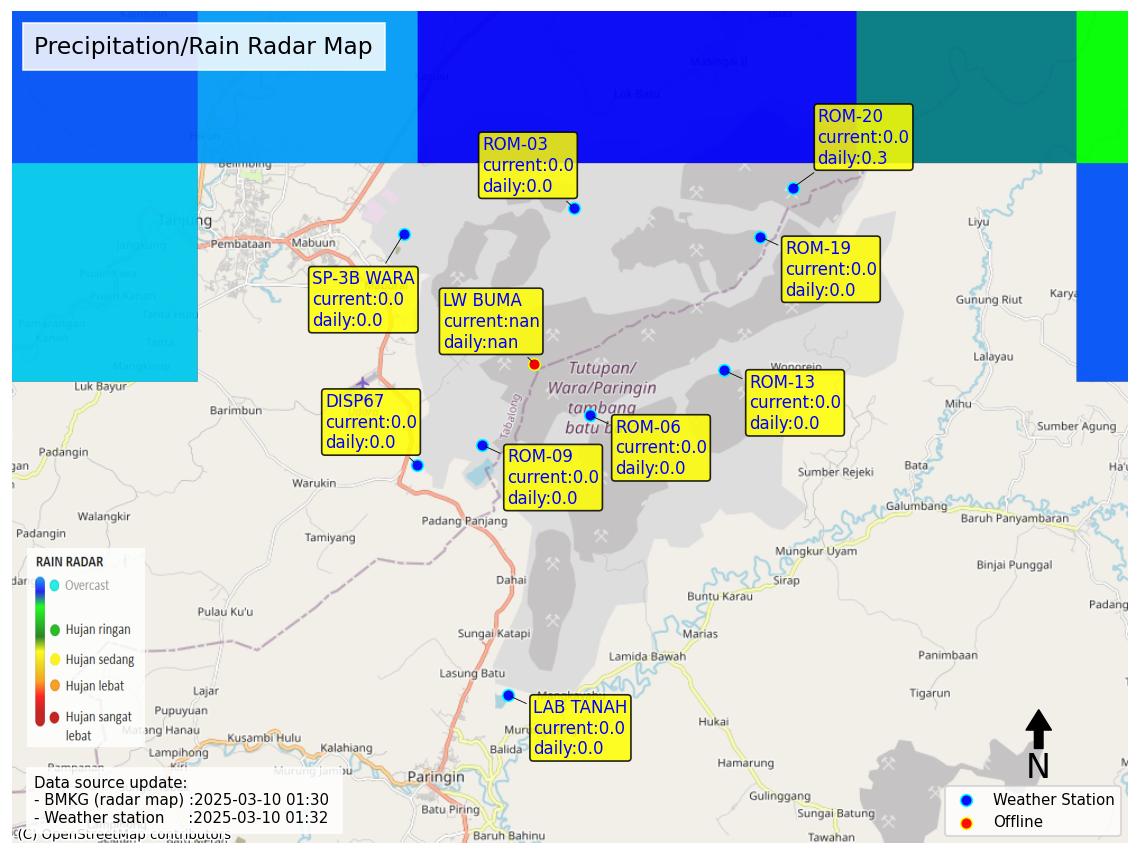 Precipitation/Rain Radar Map
ROM-20
current:0.0
daily:0.3
ROM-03
current:0.0
daily:0.0
ROM-19
current:0.0
daily:0.0
SP-3B WARA
current:0.0
daily:0.0
LW BUMA
current:nan
daily:nan
ROM-13
current:0.0
daily:0.0
DISP67
current:0.0
daily:0.0
ROM-06
current:0.0
daily:0.0
ROM-09
current:0.0
daily:0.0
LAB TANAH
current:0.0
daily:0.0
Tutupan/
Wara/Paringin
tambang
batu
Tabalong
Belimbing
Tanjung
Pembataan
Mabuun
Luk Bayur
Barimbun
Padangin
Warukin
Walangkir
Padangin
Tamiyang
Padang Panjang
Dahai
Pulau Ku'u
Sungai Katapi
Lasung Batu
Lajar
Pupuyuan
Matang Hanau
Kusambi Hulu
Lampihong
Kalahiang
Murung Jambu
Paringin
Balida
Batu Piring
Baruh Bahinu
Liyu
Gunung Riut
Karya
Lalayau
Wonorejo
Mihu
Sumber Agung
Bata
Sumber Rejeki
Galumbang
Baruh Panyambaran
Mungkur Uyam
Binjai Punggal
Sirap
Buntu Karau
Padang
Marias
Lamida Bawah
Panimbaan
Tigarun
Hukai
Hamarung
Gulinggang
Sungai Batung
Tawahan
RAIN RADAR
Overcast
Hujan ringan
Hujan sedang
Hujan lebat
Hujan sangat
lebat
Data source update:
- BMKG (radar map) :2025-03-10 01:30
- Weather station :2025-03-10 01:32
(C) OpenStreetMap contributors
N
Weather Station
Offline